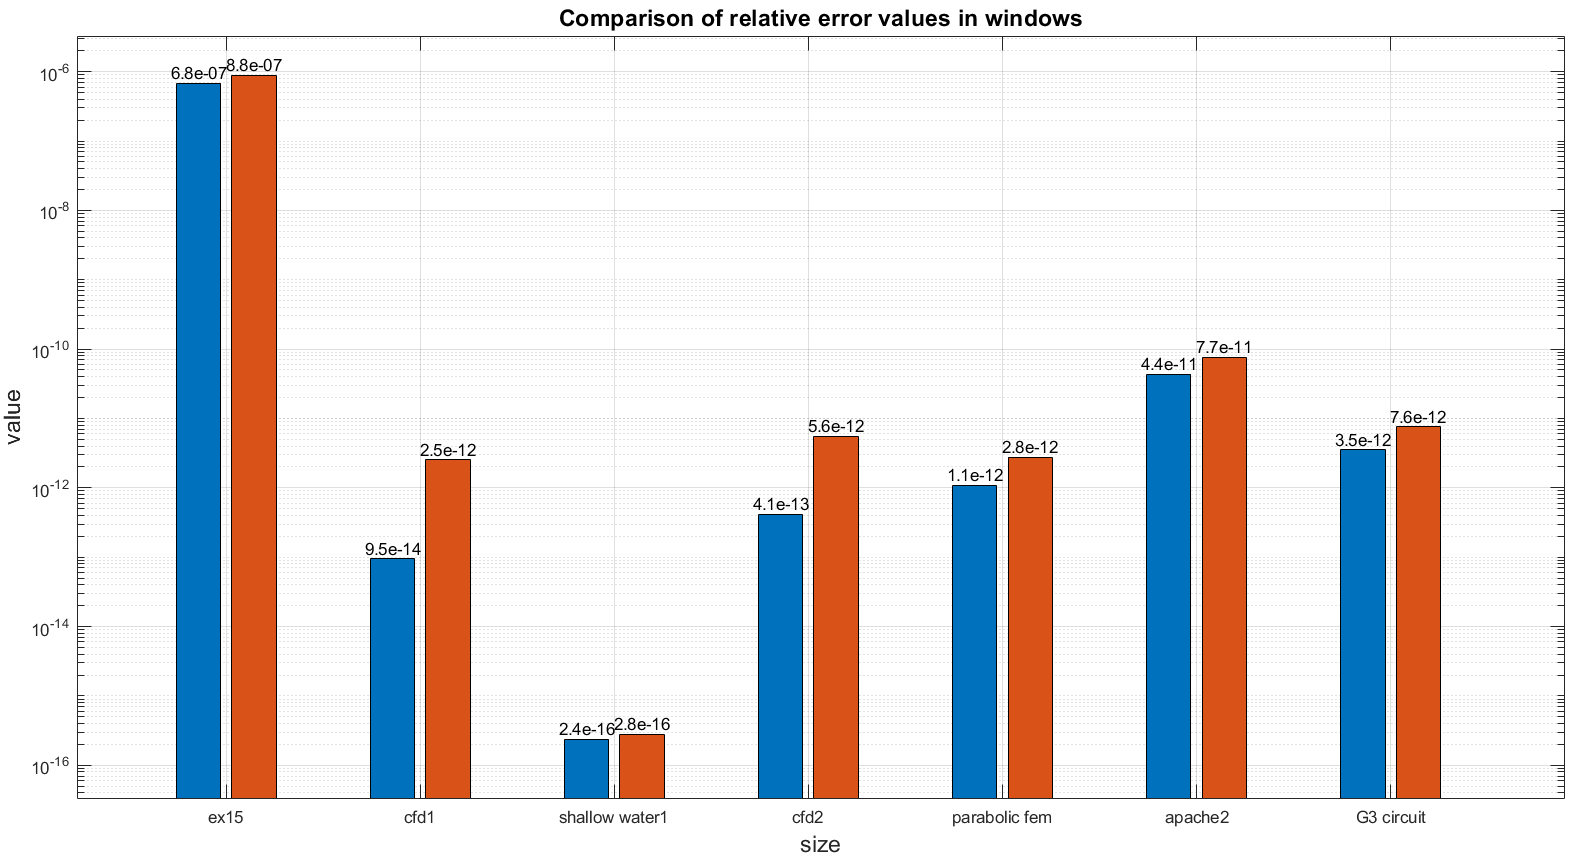 Comparison of relative error values in windows
value
10-6
10-8
10-10
10-12
10-14
10-16
6.8e-07
8.8e-07
9.5e-14
2.5e-12
2.4e-16
2.8e-16
4.1e-13
5.6e-12
1.1e-12
2.8e-12
4.4e-11
7.7e-11
3.5e-12
7.6e-12
ex15
cfd1
shallow water1
cfd2
parabolic fem
apache2
G3 circuit
size